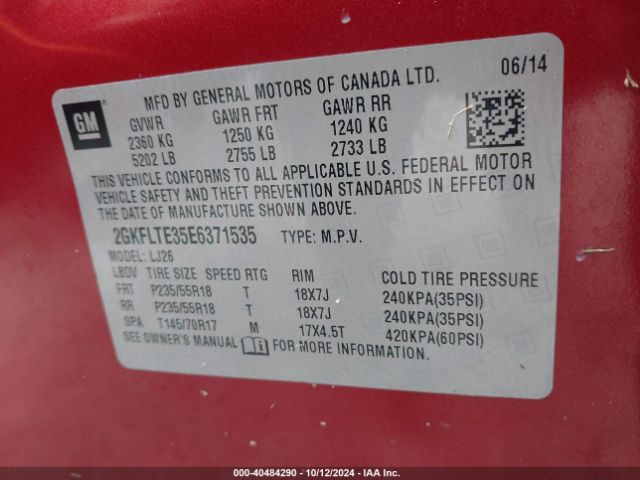 MFD BY GENERAL MOTORS OF CANADA LTD. 06/14
GM
GVWR GAWR FRT GAWR RR
2360 KG 1250 KG 1240 KG
5202 LB 2755 LB 2733 LB
THIS VEHICLE CONFORMS TO ALL APPLICABLE U.S. FEDERAL MOTOR
VEHICLE SAFETY AND THEFT PREVENTION STANDARDS IN EFFECT ON
THE DATE OF MANUFACTURE SHOWN ABOVE.
2GKFLTE35E6371535 TYPE: M.P.V.
MODEL: LJ26
LBDV TIRE SIZE SPEED RTG RIM COLD TIRE PRESSURE
FRT P235/55R18 T 18X7J 240KPA(35PSI)
RR P235/55R18 T 18X7J 240KPA(35PSI)
SPA T145/70R17 M 17X4.5T 420KPA(60PSI)
SEE OWNER'S MANUAL FOR MORE INFORMATION.
000-40484290 - 10/12/2024 - IAA Inc.